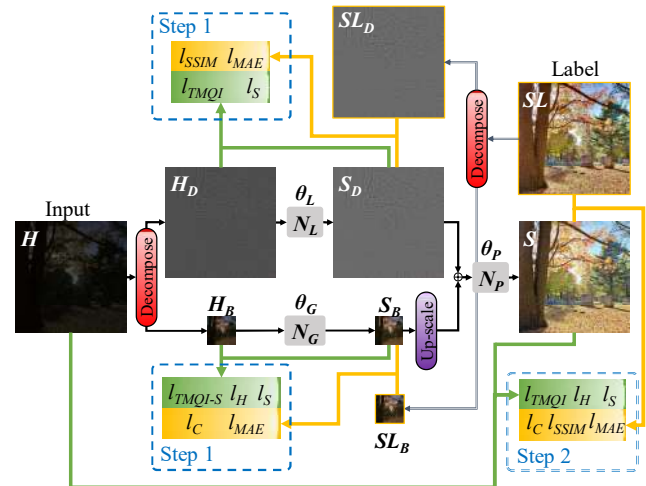 Step 1
l_SSIM l_MAE
l_TMQI l_S
SL_D
Label
SL
Decompose
H_D
θ_L
N_L
S_D
Input
H
Decompose
θ_P
N_P
S
H_B
θ_G
N_G
S_B
Up-scale
l_TMQI-S l_H l_S
l_C l_MAE
Step 1
SL_B
l_TMQI l_H l_S
l_C l_SSIM l_MAE
Step 2